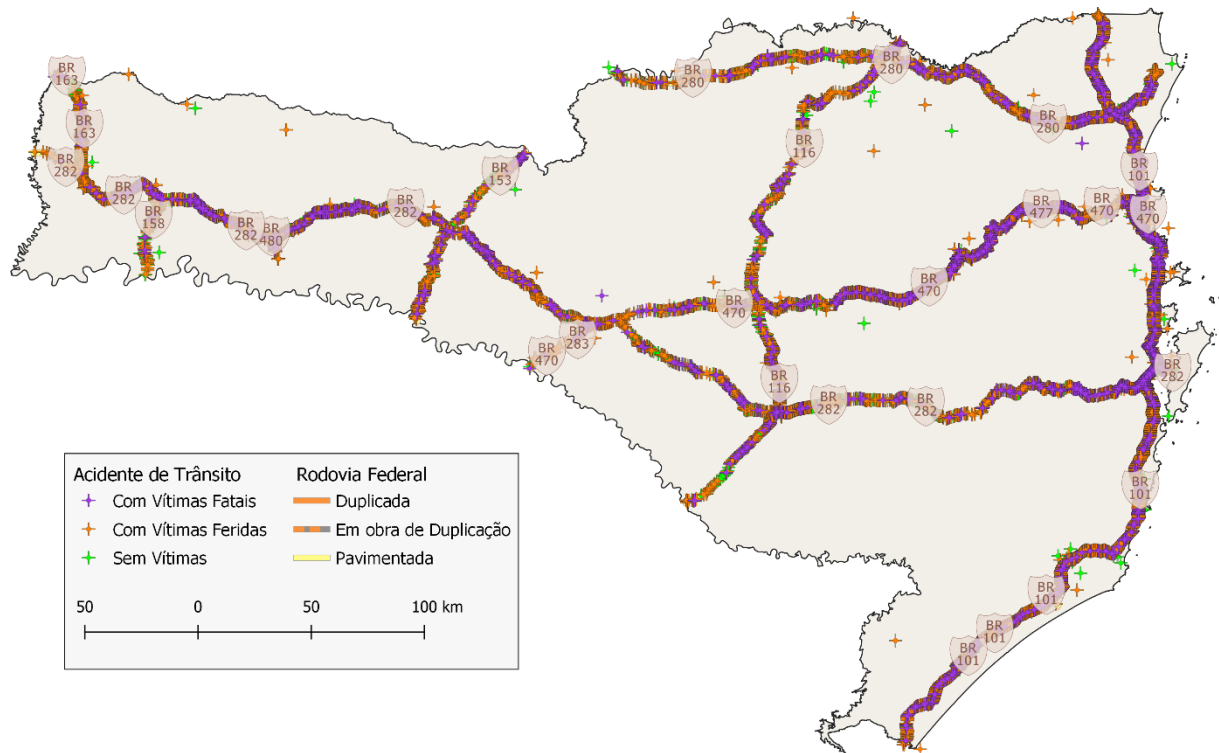 BR
163
BR
163
BR
282
BR
282
BR
158
BR
282
BR
480
BR
282
BR
153
BR
280
BR
280
BR
280
BR
116
BR
101
BR
477
BR
470
BR
470
BR
470
BR
470
BR
283
BR
470
BR
116
BR
282
BR
282
BR
282
BR
101
BR
101
BR
101
BR
101
Acidente de Trânsito
Com Vítimas Fatais
Com Vítimas Feridas
Sem Vítimas
Rodovia Federal
Duplicada
Em obra de Duplicação
Pavimentada
50 0 50 100 km